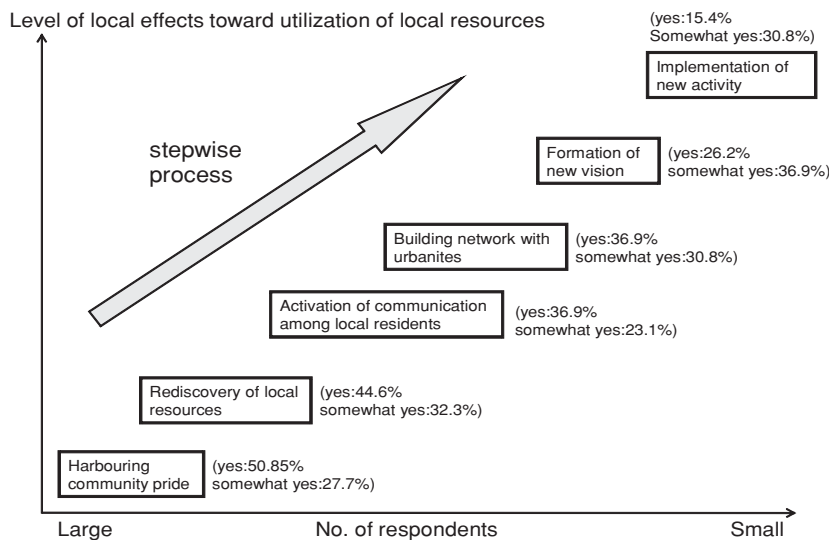 Level of local effects toward utilization of local resources
(yes:15.4%
Somewhat yes:30.8%)
Implementation of
new activity
stepwise
process
Formation of
new vision
(yes:26.2%
somewhat yes:36.9%)
Building network with
urbanites
(yes:36.9%
somewhat yes:30.8%)
Activation of communication
among local residents
(yes:36.9%
somewhat yes:23.1%)
Rediscovery of local
resources
(yes:44.6%
somewhat yes:32.3%)
Harbouring
community pride
(yes:50.85%
somewhat yes:27.7%)
Large
No. of respondents
Small